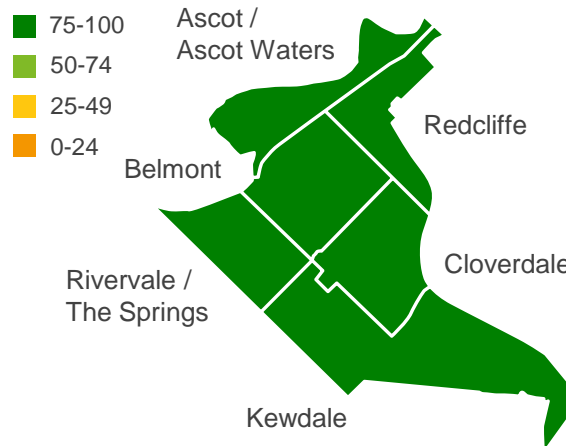 75-100
50-74
25-49
0-24
Ascot /
Ascot Waters
Redcliffe
Belmont
Cloverdale
Rivervale /
The Springs
Kewdale